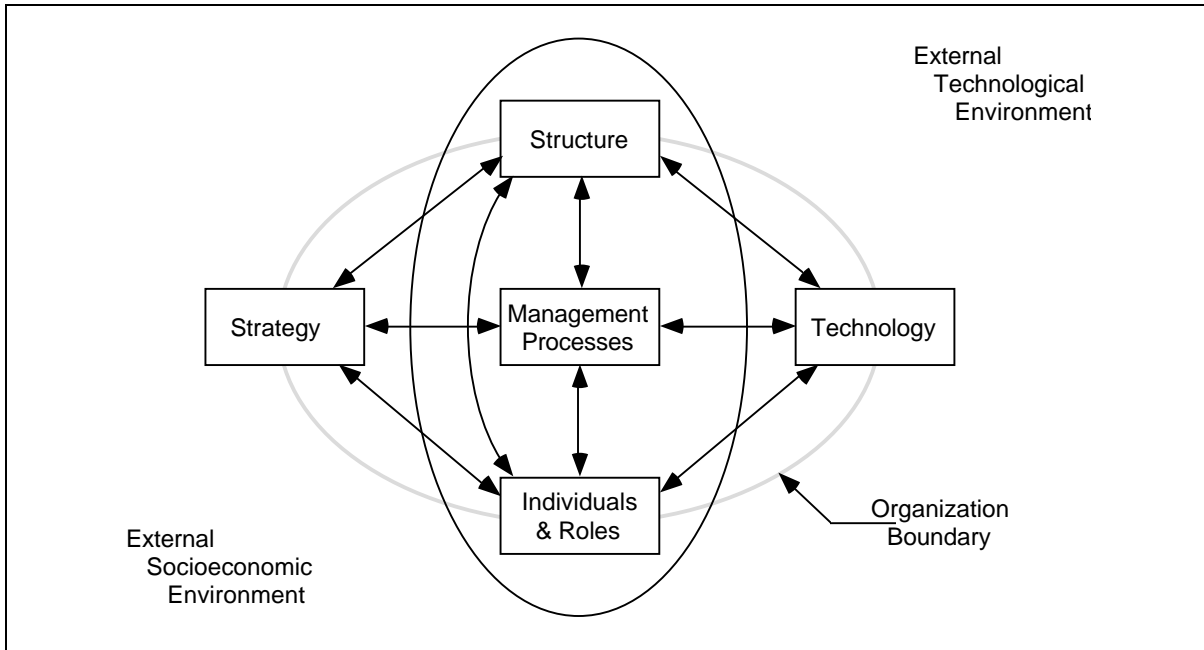 External
Technological
Environment
Structure
Strategy
Management
Processes
Technology
Individuals
& Roles
Organization
Boundary
External
Socioeconomic
Environment